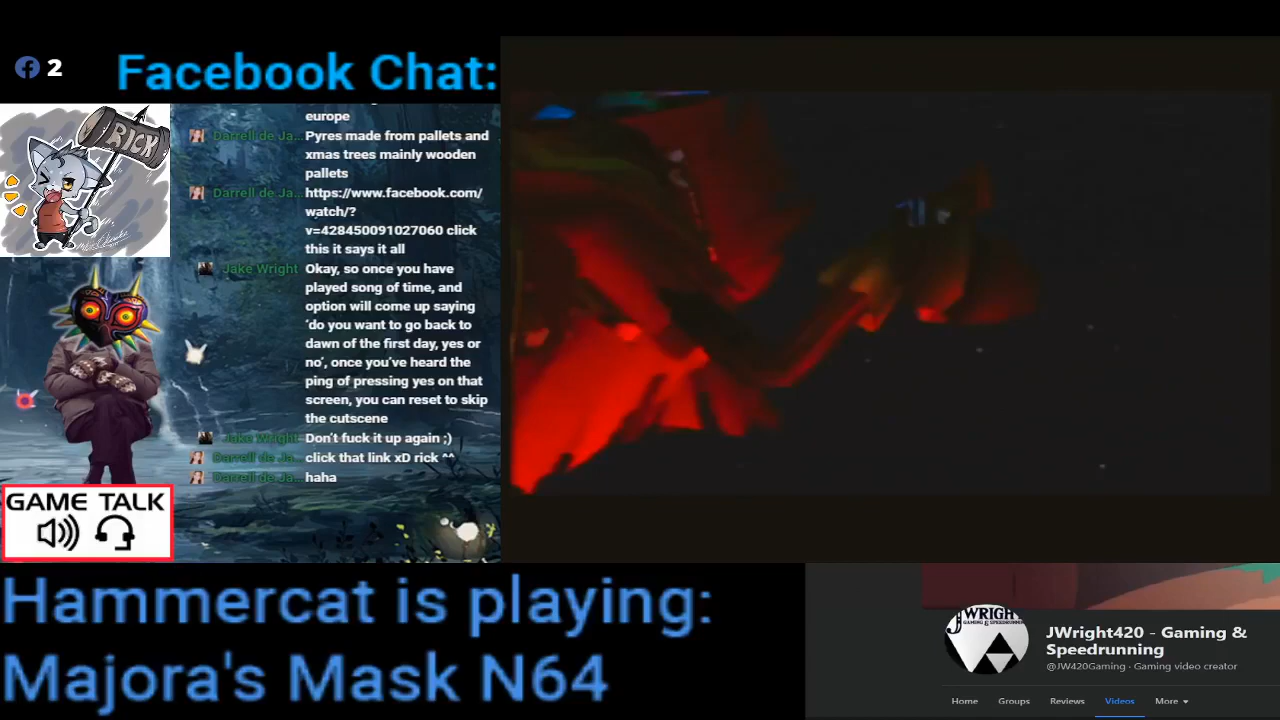 2
Facebook Chat:
RICK
europe
Darrell de Ja... Pyres made from pallets and
xmas trees mainly wooden
pallets
Darrell de Ja... https://www.facebook.com/
watch/?
v=428450091027060 click
this it says it all
Jake Wright Okay, so once you have
played song of time, and
option will come up saying
'do you want to go back to
dawn of the first day, yes or
no', once you've heard the
ping of pressing yes on that
screen, you can reset to skip
the cutscene
Jake Wright Don't fuck it up again ;)
Darrell de Ja... click that link xD rick ^^
Darrell de Ja... haha
GAME TALK
Hammercat is playing:
Majora's Mask N64
JWRIGHT
GAMING & SPEEDRUNNING
JWright420 - Gaming &
Speedrunning
@JW420Gaming · Gaming video creator
Home Groups Reviews Videos More